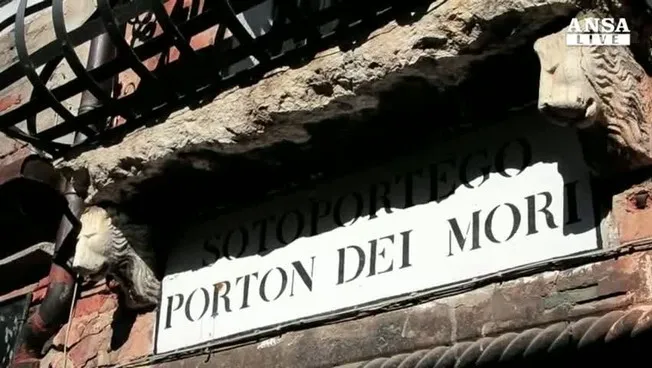 ANSA
LIVE
SOTOPORTEGO
PORTON DEI MORI